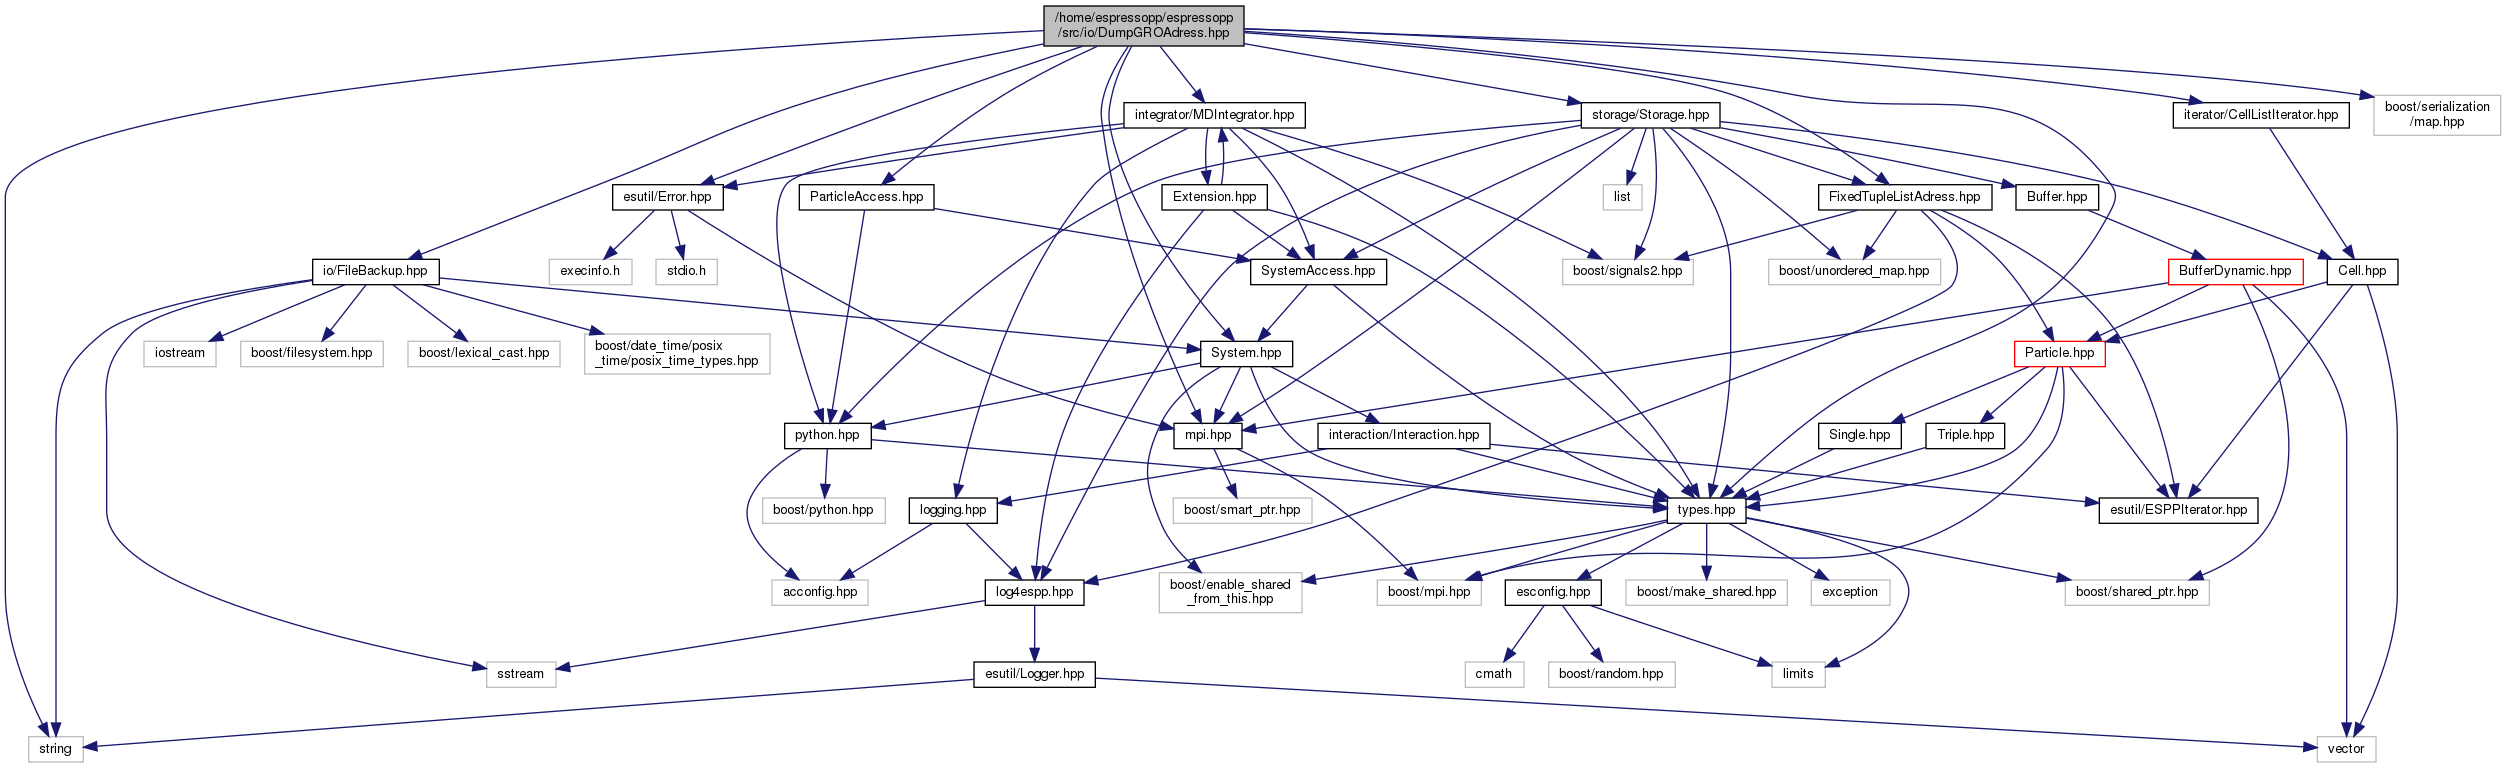 /home/espressopp/espressopp
/src/io/DumpGROAdress.hpp
integrator/MDIntegrator.hpp
storage/Storage.hpp
iterator/CellListIterator.hpp
boost/serialization
/map.hpp
esutil/Error.hpp
ParticleAccess.hpp
Extension.hpp
list
FixedTupleListAdress.hpp
Buffer.hpp
io/FileBackup.hpp
execinfo.h
stdio.h
SystemAccess.hpp
boost/signals2.hpp
boost/unordered_map.hpp
BufferDynamic.hpp
Cell.hpp
iostream
boost/filesystem.hpp
boost/lexical_cast.hpp
boost/date_time/posix
_time/posix_time_types.hpp
System.hpp
Particle.hpp
python.hpp
mpi.hpp
interaction/Interaction.hpp
Single.hpp
Triple.hpp
boost/python.hpp
logging.hpp
boost/smart_ptr.hpp
types.hpp
esutil/ESPPIterator.hpp
acconfig.hpp
log4espp.hpp
boost/enable_shared
_from_this.hpp
boost/mpi.hpp
esconfig.hpp
boost/make_shared.hpp
exception
boost/shared_ptr.hpp
sstream
esutil/Logger.hpp
cmath
boost/random.hpp
limits
string
vector